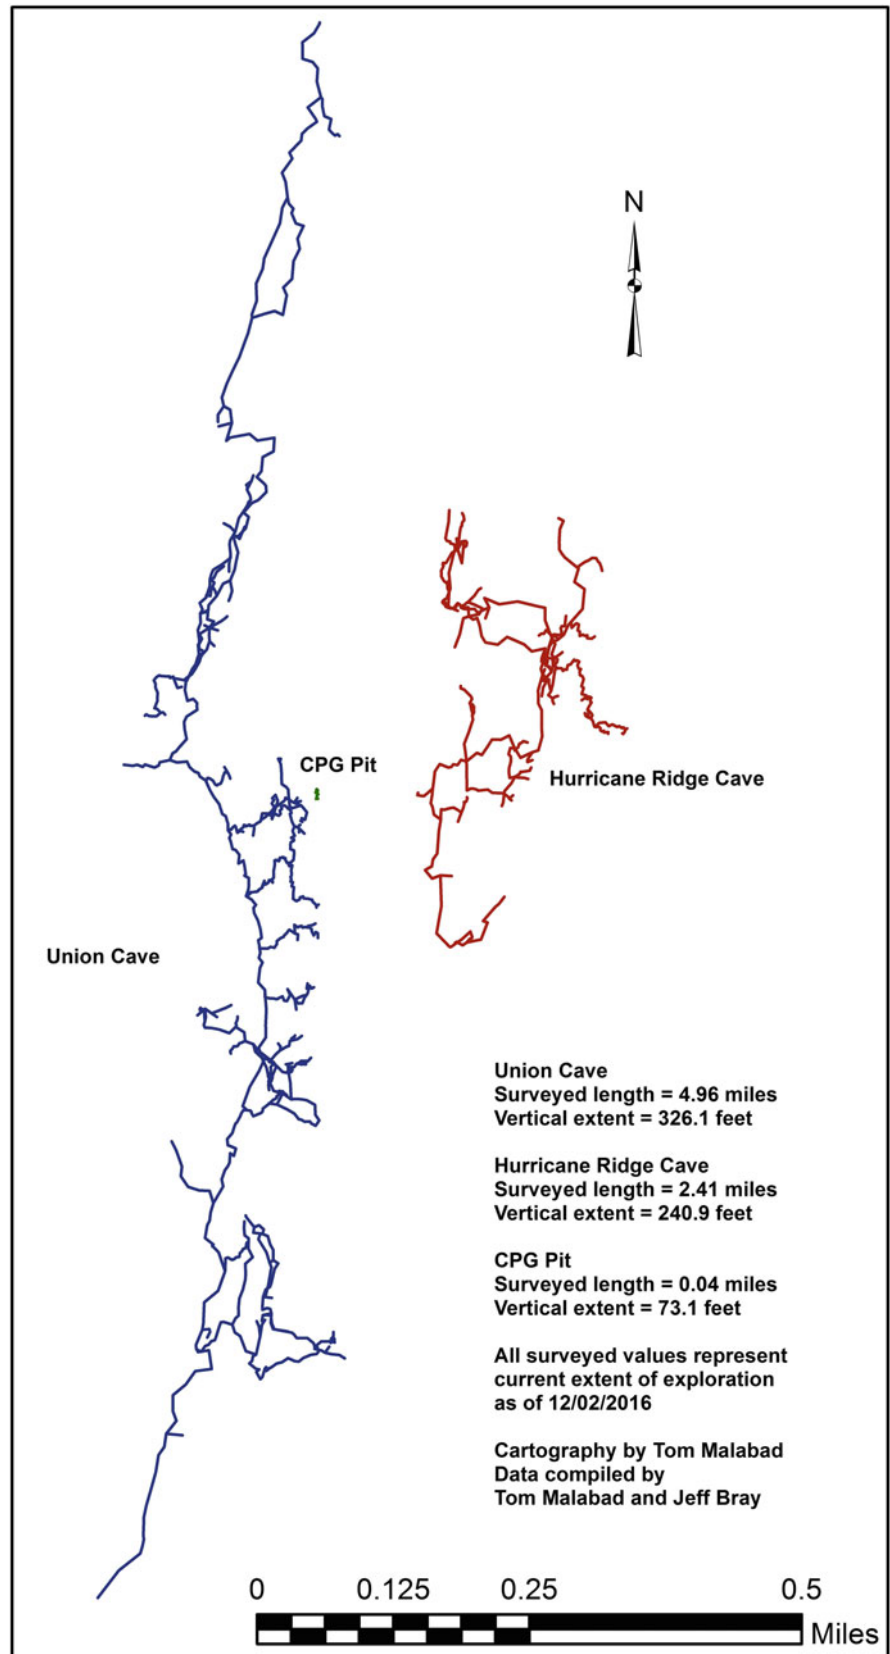 N
CPG Pit
Hurricane Ridge Cave
Union Cave
Union Cave
Surveyed length = 4.96 miles
Vertical extent = 326.1 feet
Hurricane Ridge Cave
Surveyed length = 2.41 miles
Vertical extent = 240.9 feet
CPG Pit
Surveyed length = 0.04 miles
Vertical extent = 73.1 feet
All surveyed values represent
current extent of exploration
as of 12/02/2016
Cartography by Tom Malabad
Data compiled by
Tom Malabad and Jeff Bray
0 0.125 0.25 0.5
Miles